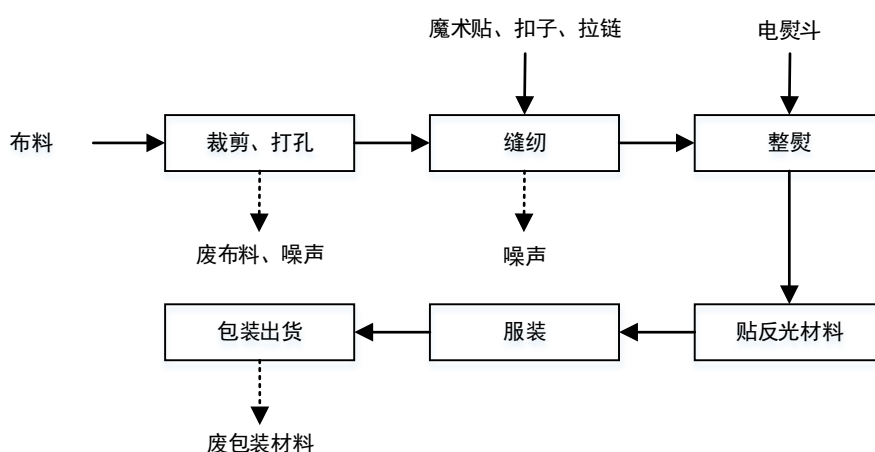 魔术贴、扣子、拉链
电熨斗
布料
裁剪、打孔
缝纫
整熨
废布料、噪声
噪声
包装出货
服装
贴反光材料
废包装材料